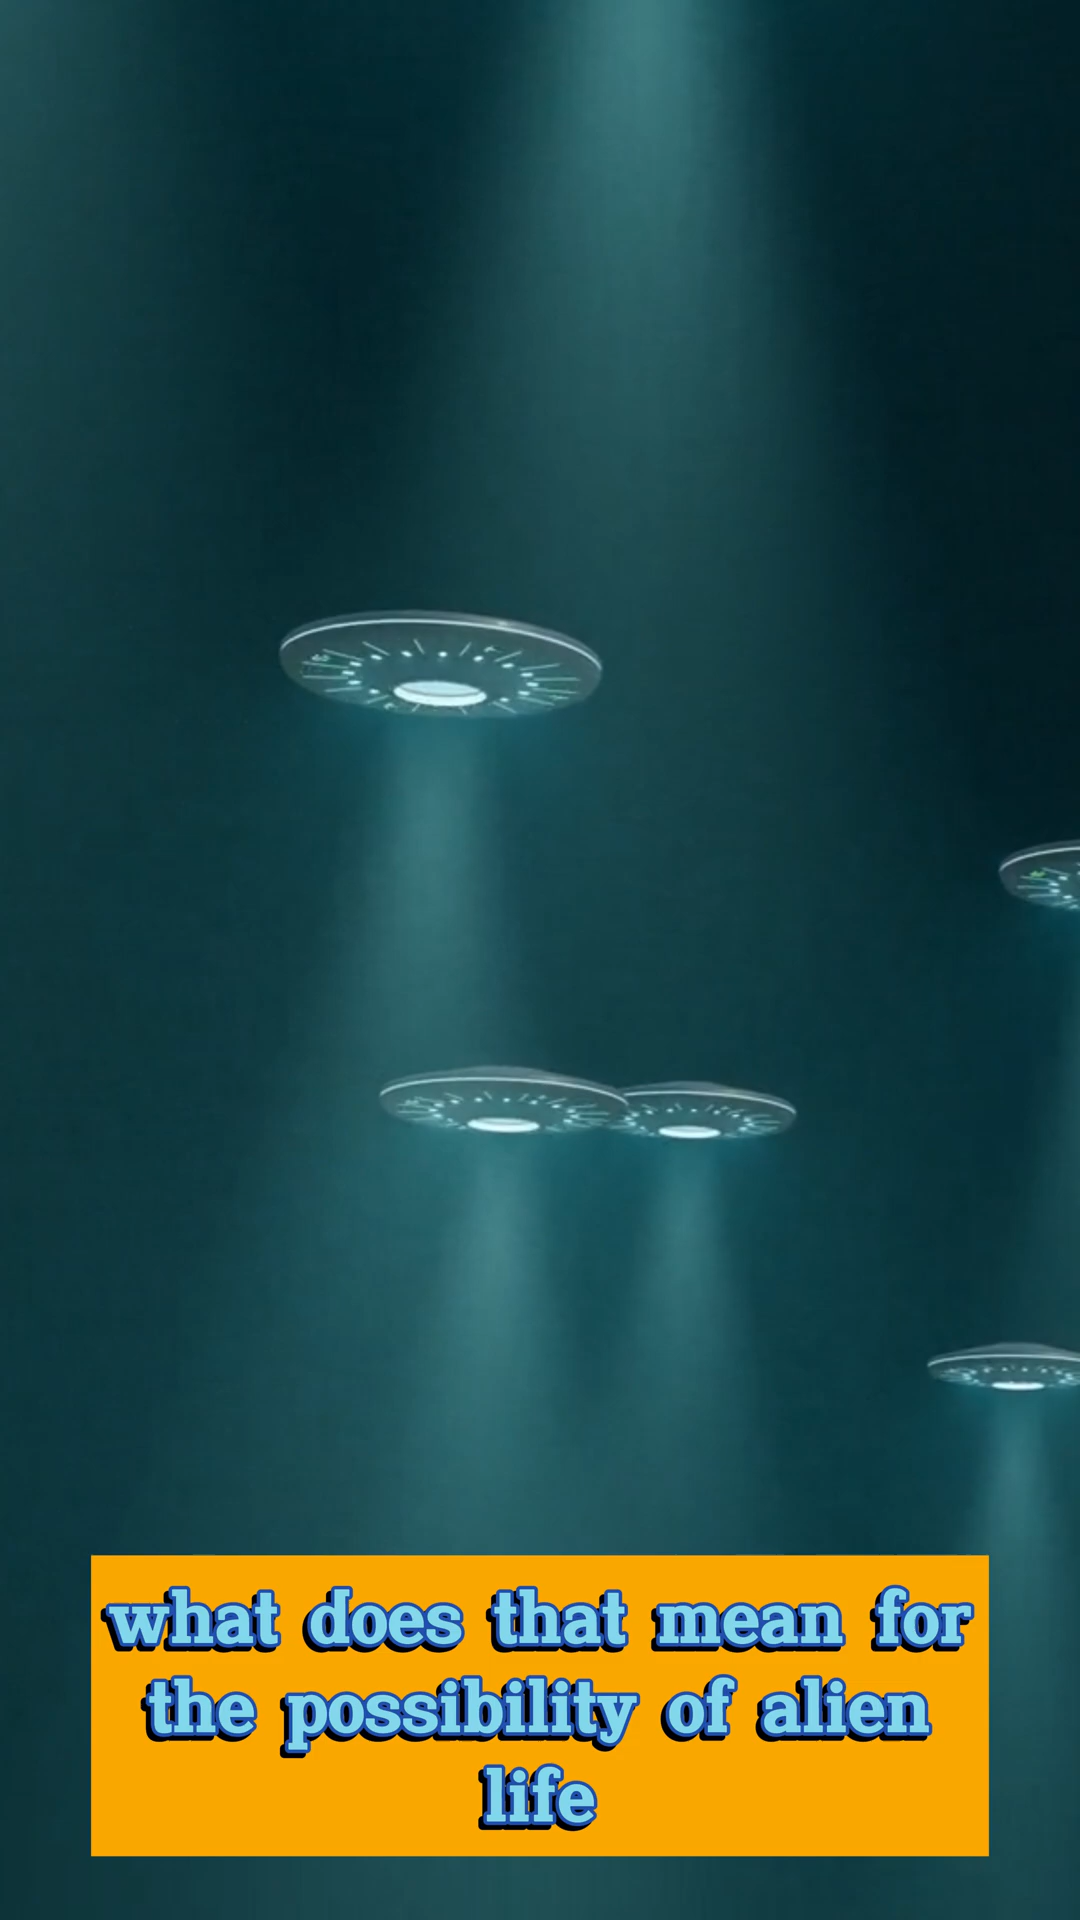 what does that mean for
the possibility of alien
life